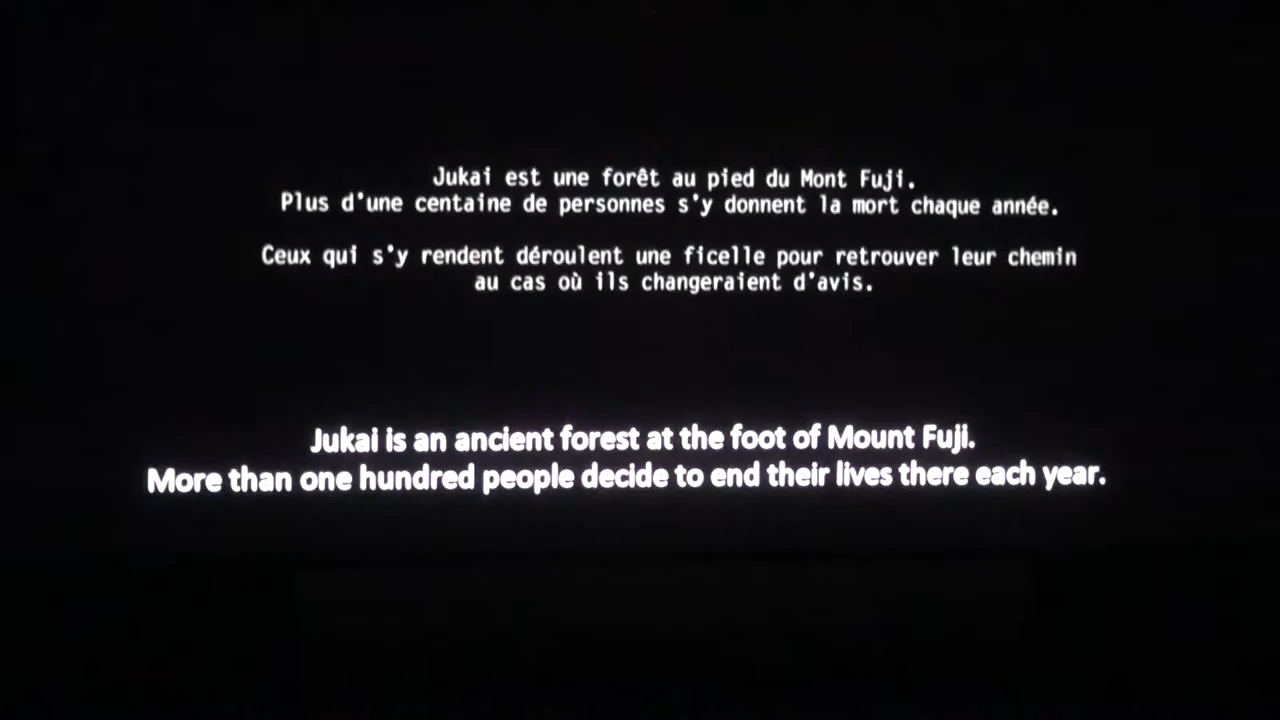 Jukai est une forêt au pied du Mont Fuji.
Plus d'une centaine de personnes s'y donnent la mort chaque année.
Ceux qui s'y rendent déroulent une ficelle pour retrouver leur chemin
au cas où ils changeraient d'avis.
Jukai is an ancient forest at the foot of Mount Fuji.
More than one hundred people decide to end their lives there each year.